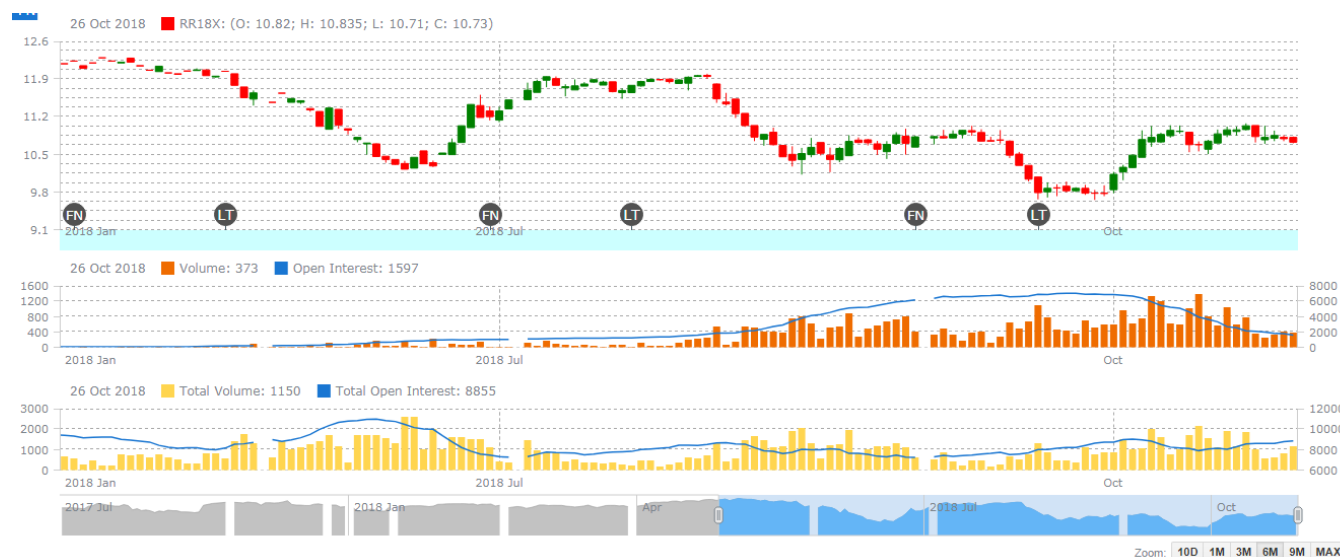 26 Oct 2018 RR18X: (O: 10.82; H: 10.835; L: 10.71; C: 10.73)
12.6
11.9
11.2
10.5
9.8
9.1
FN LT FN LT FN LT
2018 Jan 2018 Jul Oct
26 Oct 2018 Volume: 373 Open Interest: 1597
1600 8000
1200 6000
800 4000
400 2000
0 0
2018 Jan 2018 Jul Oct
26 Oct 2018 Total Volume: 1150 Total Open Interest: 8855
3000 12000
2000 10000
1000 8000
0 6000
2018 Jan 2018 Jul Oct
2017 Jul 2018 Jan Apr 2018 Jul Oct
Zoom: 10D 1M 3M 6M 9M MAX